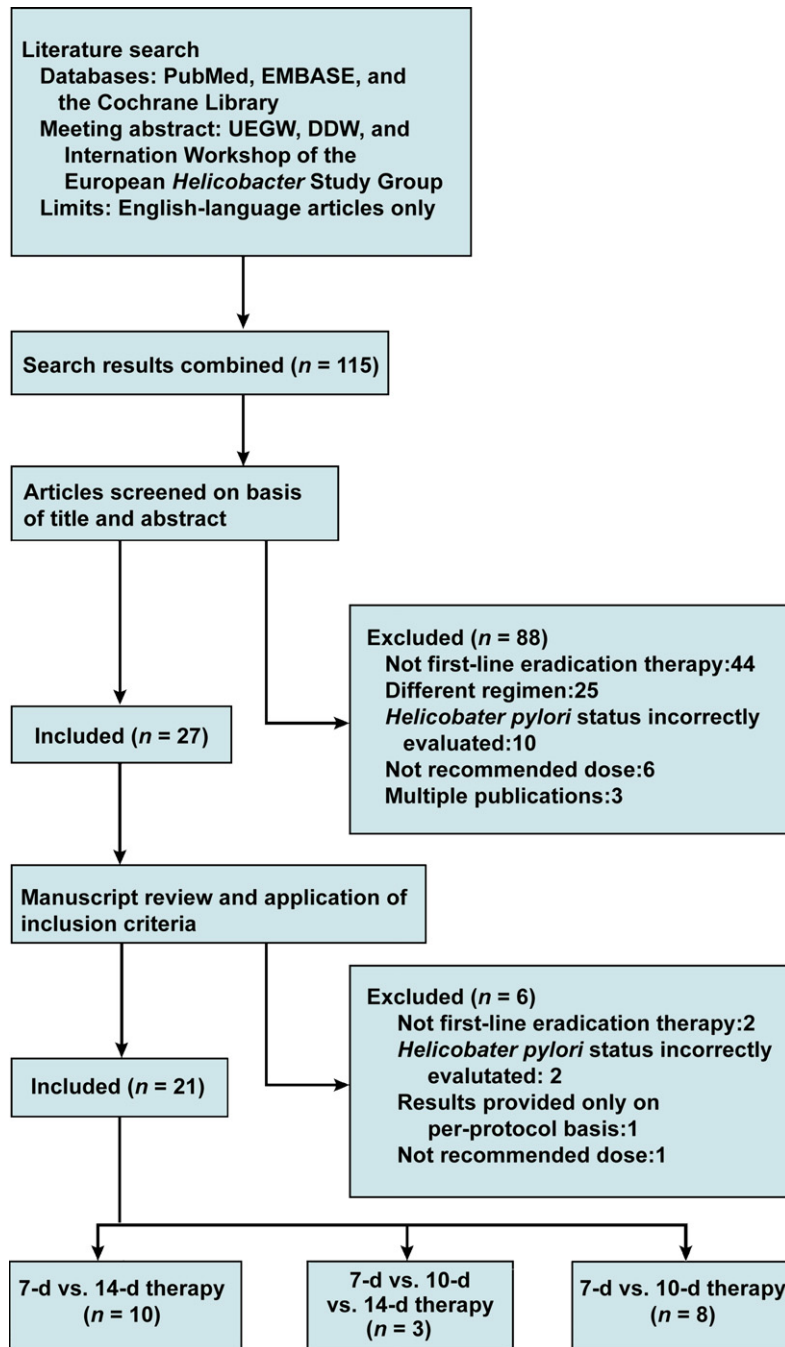 Literature search
Databases: PubMed, EMBASE, and
the Cochrane Library
Meeting abstract: UEGW, DDW, and
Internation Workshop of the
European Helicobacter Study Group
Limits: English-language articles only
Search results combined (n = 115)
Articles screened on basis
of title and abstract
Excluded (n = 88)
Not first-line eradication therapy:44
Different regimen:25
Helicobater pylori status incorrectly
evaluated:10
Not recommended dose:6
Multiple publications:3
Included (n = 27)
Manuscript review and application of
inclusion criteria
Excluded (n = 6)
Not first-line eradication therapy:2
Helicobater pylori status incorrectly
evalutated: 2
Results provided only on
per-protocol basis:1
Not recommended dose:1
Included (n = 21)
7-d vs. 14-d therapy
(n = 10)
7-d vs. 10-d
vs. 14-d therapy
(n = 3)
7-d vs. 10-d therapy
(n = 8)